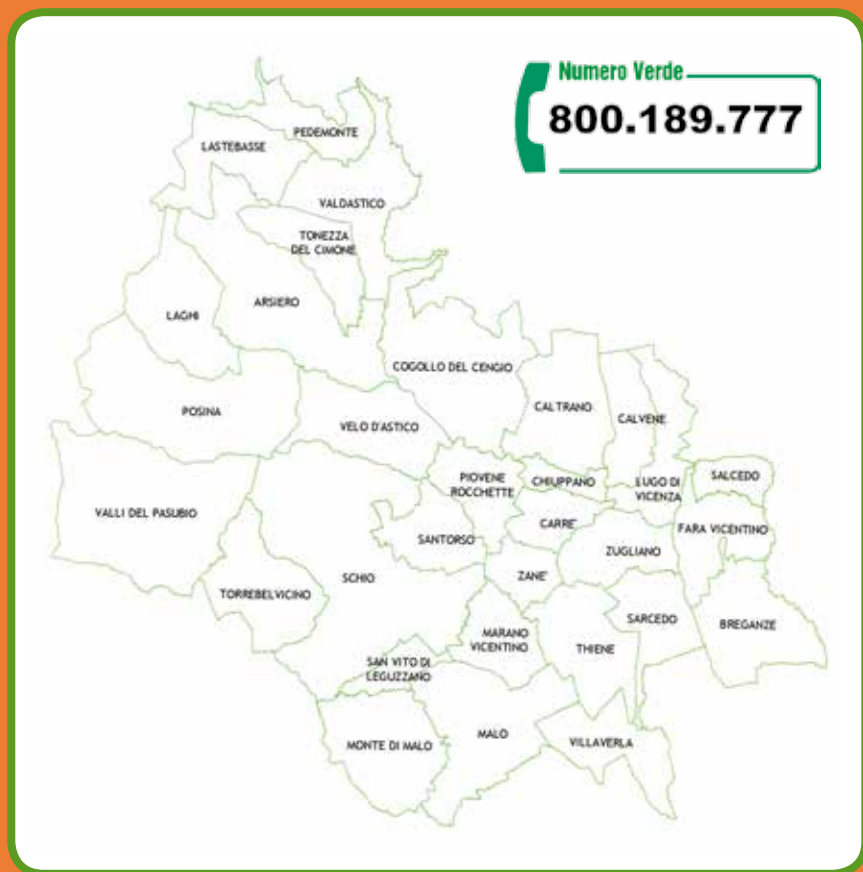 Numero Verde
800.189.777
PEDEMONTE
LASTEBASSE
VALDASTICO
TONEZZA
DEL CIMONE
ARSIERO
LAGHI
COGOLLO DEL CENGIO
POSINA
CALTRANO
CALVENE
VELO D'ASTICO
PIOVENE
ROCCHETTE
CHIUPPANO
LUGO DI
VICENZA
SALCEDO
VALLI DEL PASUBIO
SANTORSO
CARRE'
FARA VICENTINO
ZUGLIANO
ZANE'
SCHIO
TORREBELVICINO
SARCEDO
BREGANZE
MARANO
VICENTINO
THIENE
SAN VITO DI
LEGUZZANO
MALO
MONTE DI MALO
VILLAVERLA